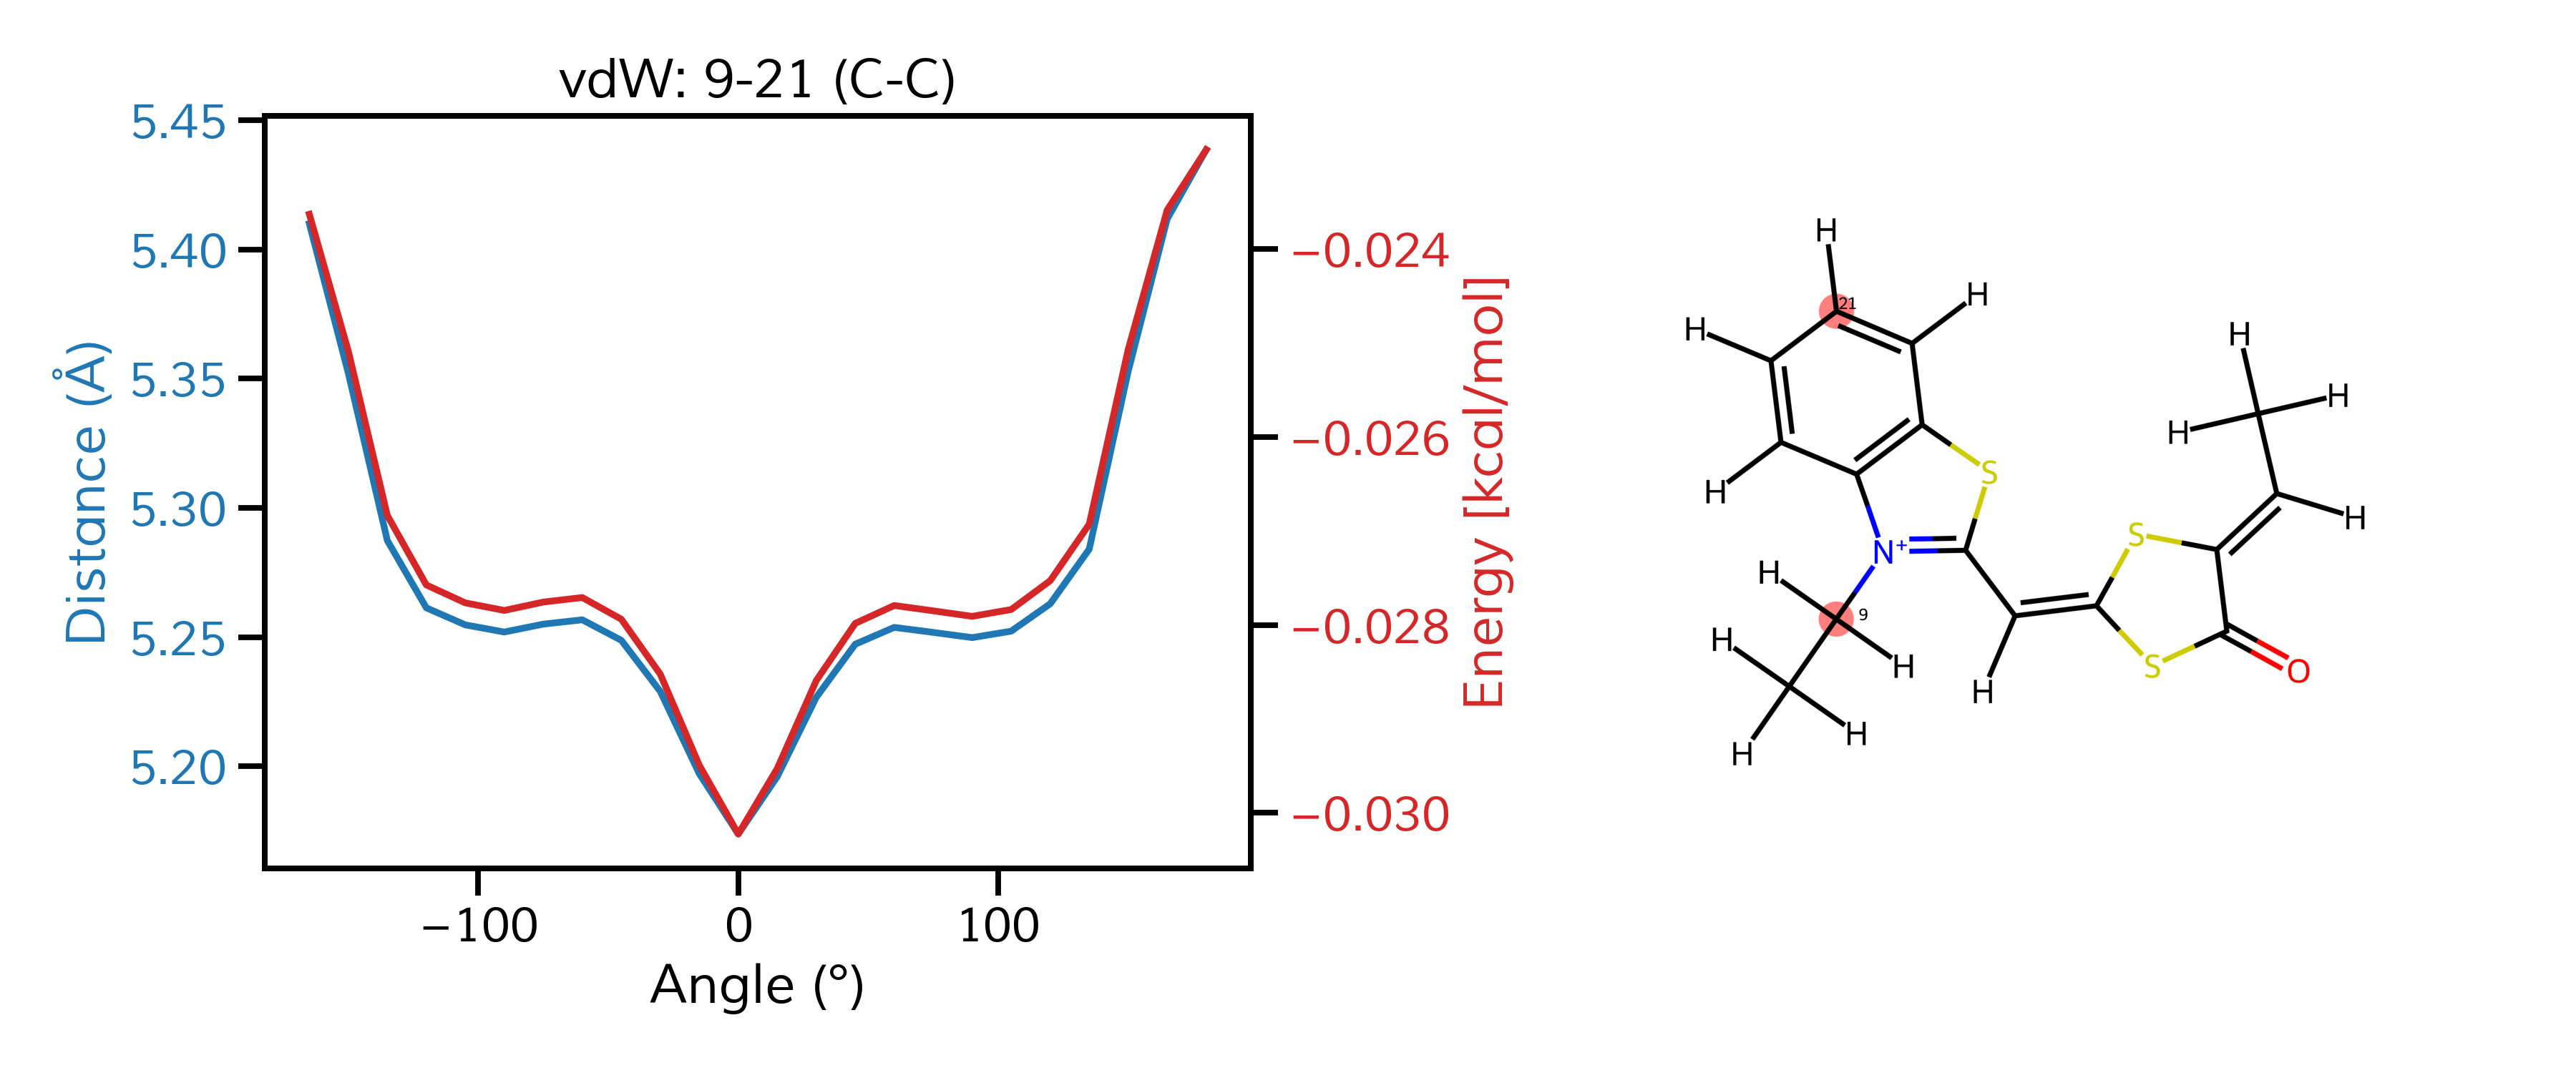 vdW: 9-21 (C-C)
5.45
5.40
5.35
5.30
5.25
5.20
Distance (Å)
−100
0
100
Angle (°)
−0.024
−0.026
−0.028
−0.030
Energy [kcal/mol]
H
21
H
H
H
H
H
S
H
H
S
H
N+
H
9
H
H
H
S
O
H
H
H